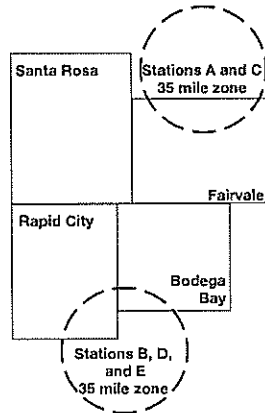 Santa Rosa
Stations A and C
35 mile zone
Fairvale
Rapid City
Bodega
Bay
Stations B, D,
and E
35 mile zone